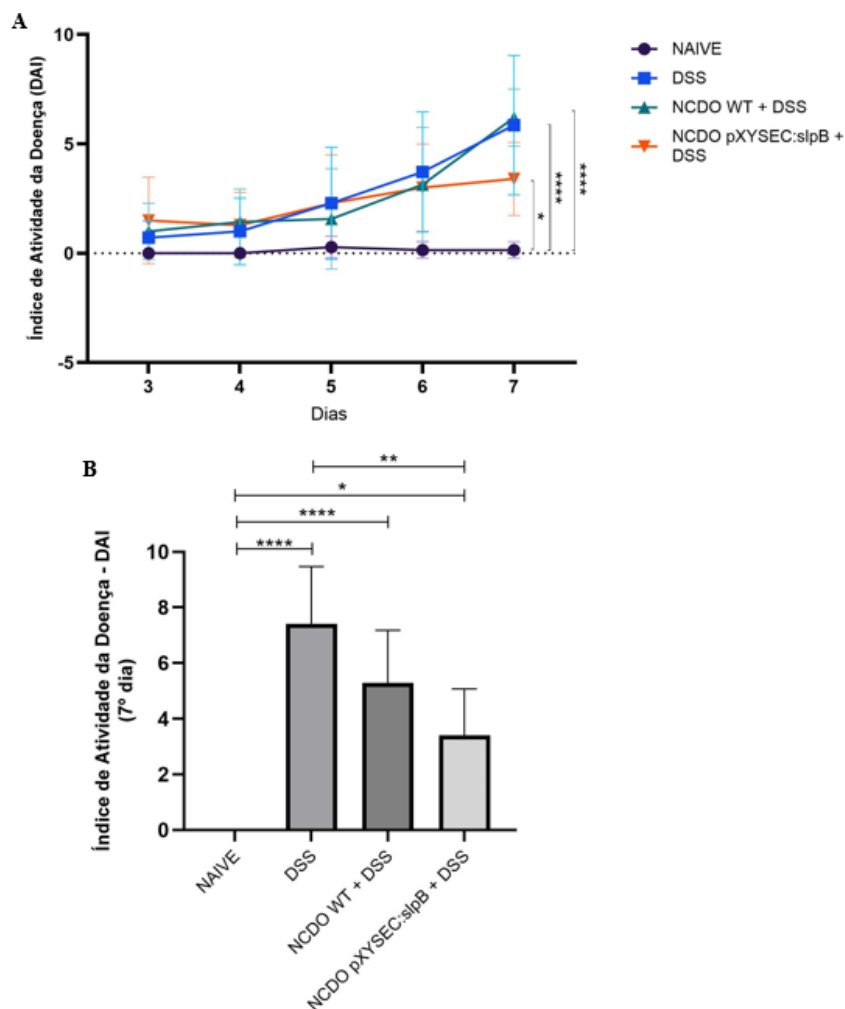 A
Índice de Atividade da Doença (DAI)
10
5
0
-5
3 4 5 6 7
Dias
NAIVE
DSS
NCDO WT + DSS
NCDO pXYSEC:slpB +
DSS
*
****
****
B
**
*
****
****
Índice de Atividade da Doença - DAI
(7º dia)
10
8
6
4
2
0
NAIVE
DSS
NCDO WT + DSS
NCDO pXYSEC:slpB + DSS